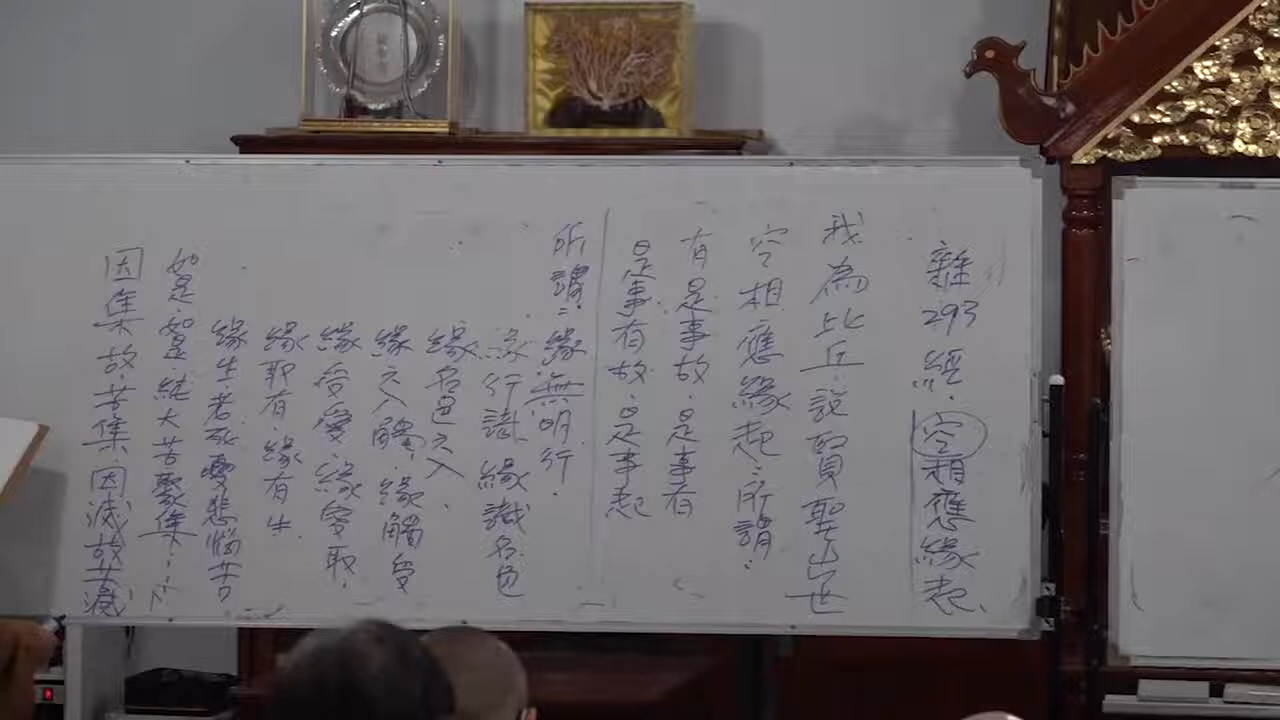 雜293經.空相應緣起.
我為比丘.說賢聖出世
空相應緣起.所謂.
有是事故.是事有
是事有故.是事起
所謂:緣無明行.
緣行識 緣識名色
緣名色六入.
緣六入觸.緣觸受
緣受愛.緣愛取.
緣取有.緣有生.
緣生.老死憂悲惱苦
如是.如是.純大苦聚集……
因集故苦集 因滅故苦滅